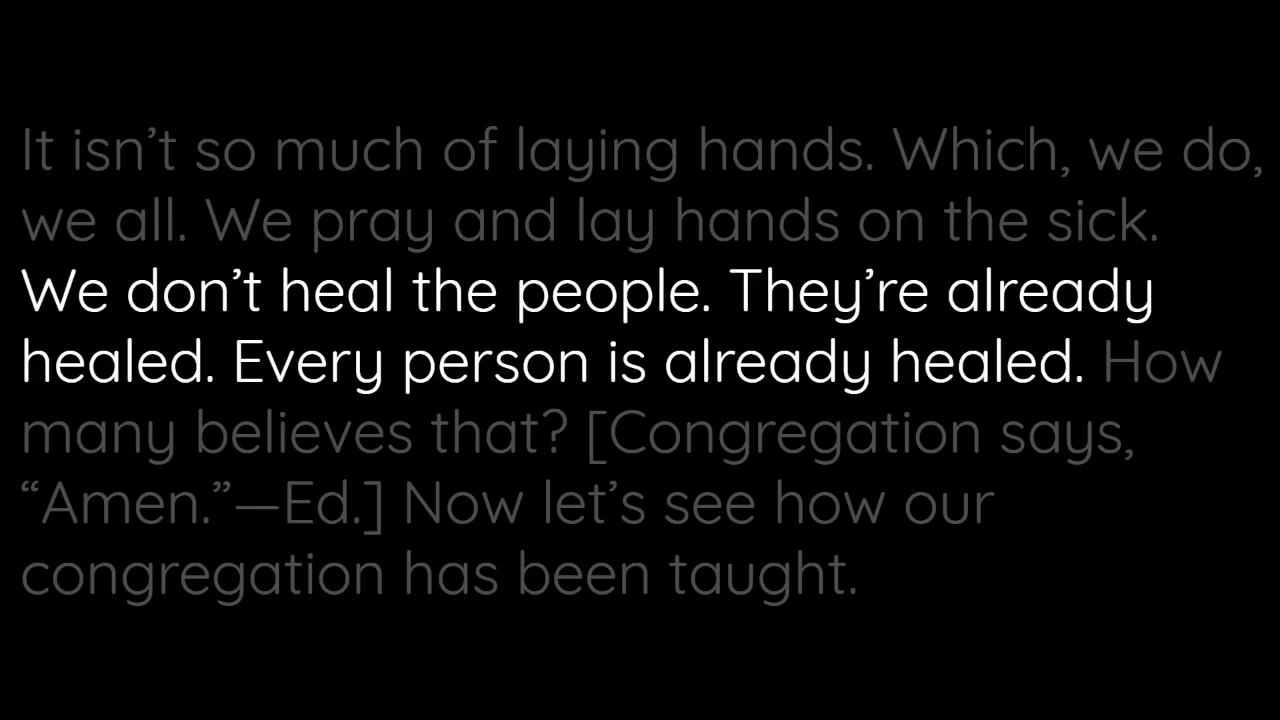 It isn’t so much of laying hands. Which, we do,
we all. We pray and lay hands on the sick.
We don’t heal the people. They’re already
healed. Every person is already healed. How
many believes that? [Congregation says,
“Amen.”—Ed.] Now let’s see how our
congregation has been taught.